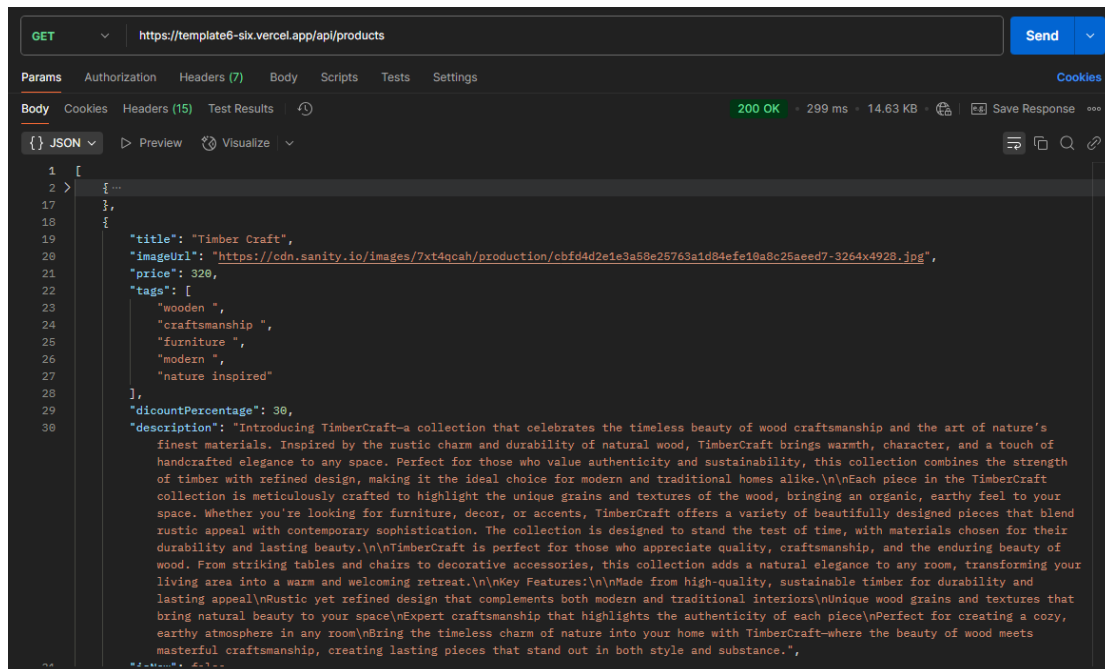 GET https://template6-six.vercel.app/api/products Send
Params Authorization Headers (7) Body Scripts Tests Settings Cookies
Body Cookies Headers (15) Test Results 200 OK • 299 ms • 14.63 KB • e.g. Save Response
{} JSON Preview Visualize
1 [
2 { ...
17 },
18 {
19 "title": "Timber Craft",
20 "imageUrl": "https://cdn.sanity.io/images/7xt4qcah/production/cbfd4d2e1e3a58e25763a1d84efe10a8c25aeed7-3264x4928.jpg",
21 "price": 320,
22 "tags": [
23 "wooden ",
24 "craftsmanship ",
25 "furniture ",
26 "modern ",
27 "nature inspired"
28 ],
29 "dicountPercentage": 30,
30 "description": "Introducing TimberCraft—a collection that celebrates the timeless beauty of wood craftsmanship and the art of nature’s
finest materials. Inspired by the rustic charm and durability of natural wood, TimberCraft brings warmth, character, and a touch of
handcrafted elegance to any space. Perfect for those who value authenticity and sustainability, this collection combines the strength
of timber with refined design, making it the ideal choice for modern and traditional homes alike.\n\nEach piece in the TimberCraft
collection is meticulously crafted to highlight the unique grains and textures of the wood, bringing an organic, earthy feel to your
space. Whether you're looking for furniture, decor, or accents, TimberCraft offers a variety of beautifully designed pieces that blend
rustic appeal with contemporary sophistication. The collection is designed to stand the test of time, with materials chosen for their
durability and lasting beauty.\n\nTimberCraft is perfect for those who appreciate quality, craftsmanship, and the enduring beauty of
wood. From striking tables and chairs to decorative accessories, this collection adds a natural elegance to any room, transforming your
living area into a warm and welcoming retreat.\n\nKey Features:\n\nMade from high-quality, sustainable timber for durability and
lasting appeal\nRustic yet refined design that complements both modern and traditional interiors\nUnique wood grains and textures that
bring natural beauty to your space\nExpert craftsmanship that highlights the authenticity of each piece\nPerfect for creating a cozy,
earthy atmosphere in any room\nBring the timeless charm of nature into your home with TimberCraft—where the beauty of wood meets
masterful craftsmanship, creating lasting pieces that stand out in both style and substance.",